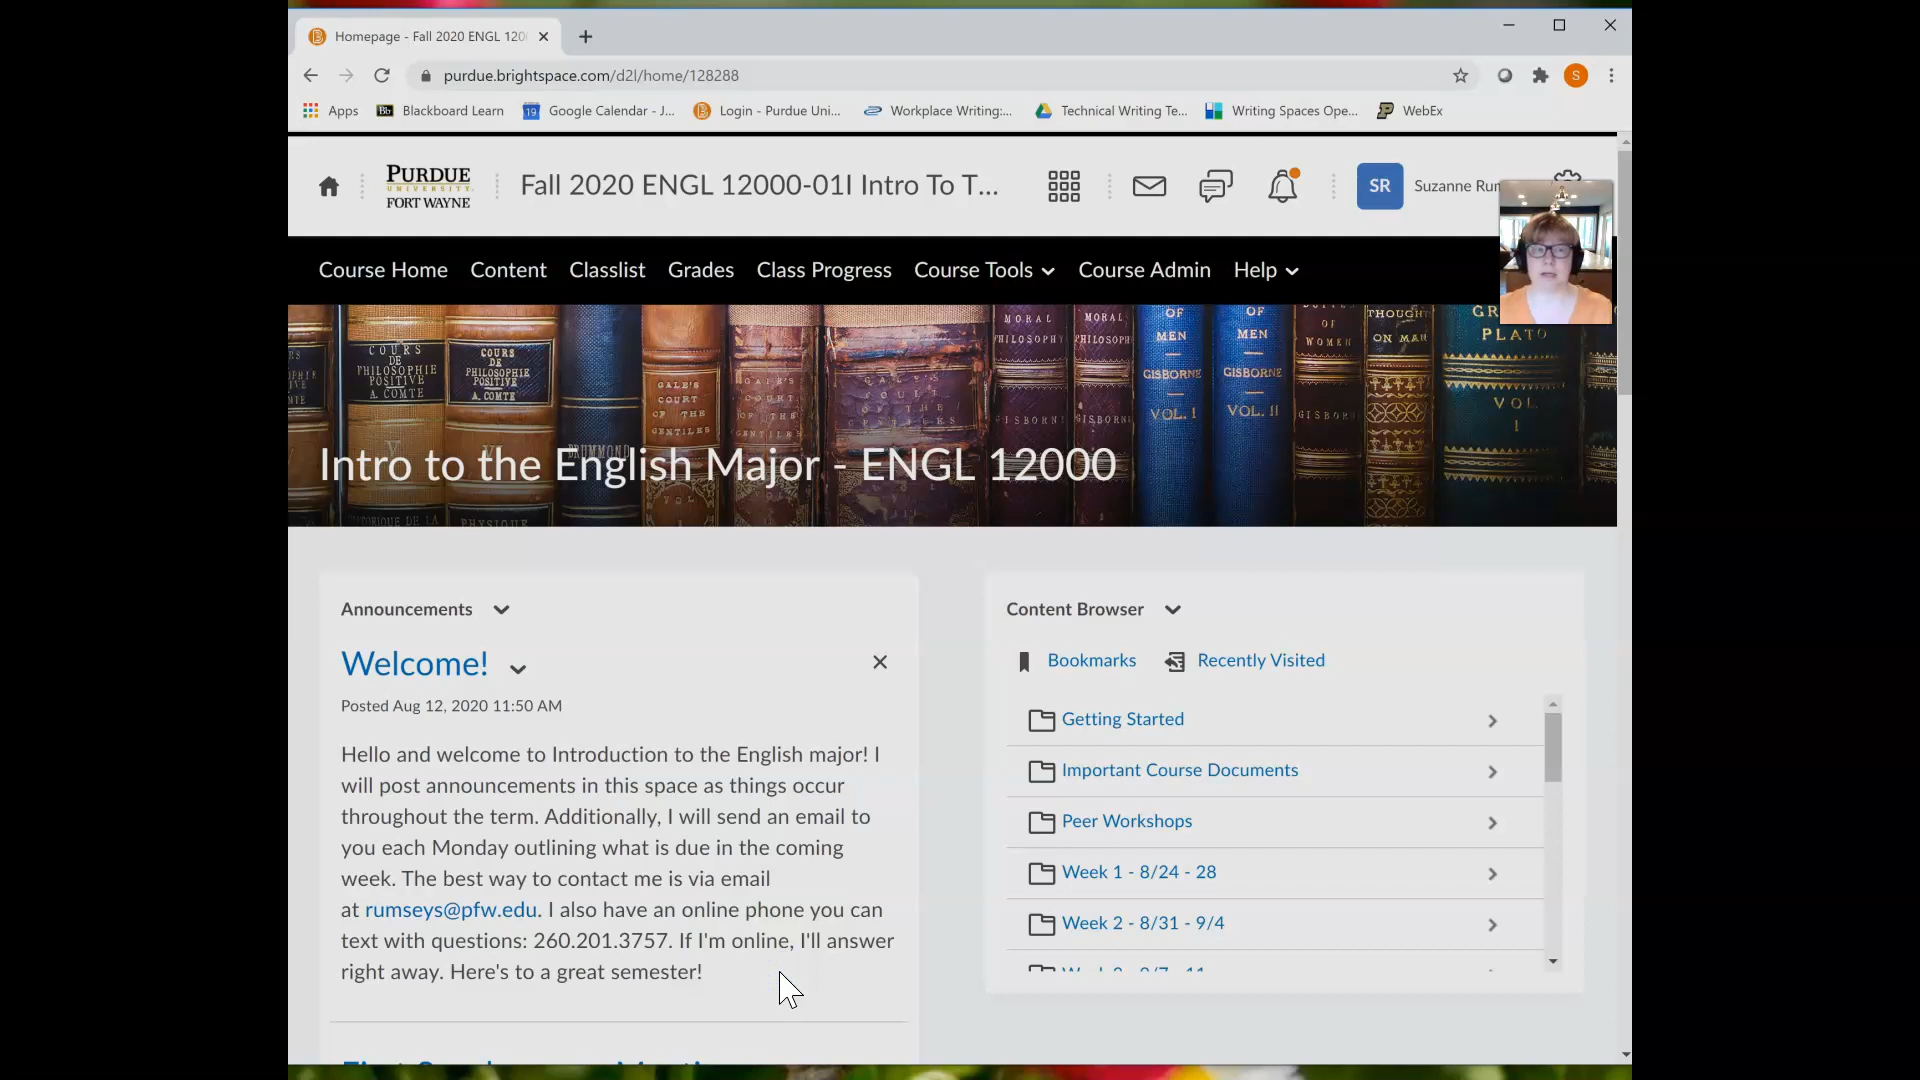 Homepage - Fall 2020 ENGL 120
purdue.brightspace.com/d2l/home/128288
S
Apps
Bb Blackboard Learn
19 Google Calendar - J...
Login - Purdue Uni...
Workplace Writing:...
Technical Writing Te...
Writing Spaces Ope...
WebEx
PURDUE
UNIVERSITY
FORT WAYNE
Fall 2020 ENGL 12000-01I Intro To T...
SR
Suzanne Rum
Course Home
Content
Classlist
Grades
Class Progress
Course Tools
Course Admin
Help
COURS
DE
PHILOSOPHIE
POSITIVE
A. COMTE
COURS
DE
PHILOSOPHIE
POSITIVE
A. COMTE
DRUMMOND
GALE'S
COURT
OF THE
GENTILES
VOL
MORAL
PHILOSOPHY
GISBORNE
MORAL
PHILOSOPHY
GISBORNE
OF
MEN
GISBORNE
VOL. I
OF
MEN
GISBORNE
VOL. II
OF
WOMEN
GISBORNE
THOUGHTS
ON MAN
PLATO
VOL
I
Intro to the English Major - ENGL 12000
Announcements
Welcome!
Posted Aug 12, 2020 11:50 AM
Hello and welcome to Introduction to the English major! I
will post announcements in this space as things occur
throughout the term. Additionally, I will send an email to
you each Monday outlining what is due in the coming
week. The best way to contact me is via email
at rumseys@pfw.edu. I also have an online phone you can
text with questions: 260.201.3757. If I'm online, I'll answer
right away. Here's to a great semester!
Content Browser
Bookmarks
Recently Visited
Getting Started
Important Course Documents
Peer Workshops
Week 1 - 8/24 - 28
Week 2 - 8/31 - 9/4